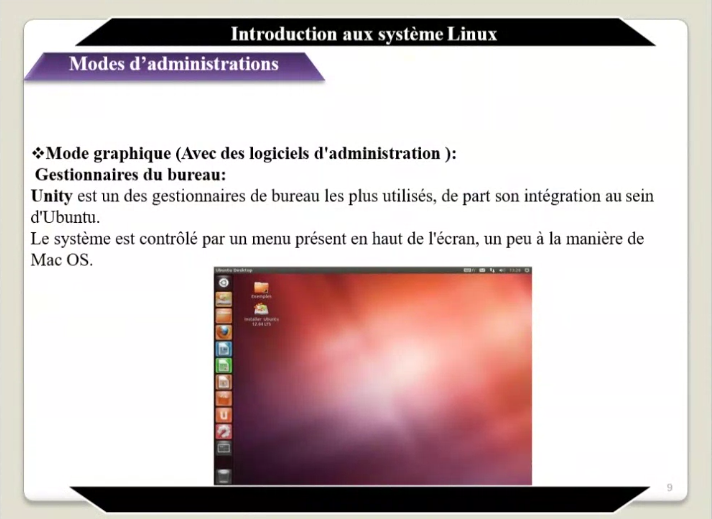 Introduction aux système Linux
Modes d’administrations
❖Mode graphique (Avec des logiciels d'administration ):
Gestionnaires du bureau:
Unity est un des gestionnaires de bureau les plus utilisés, de part son intégration au sein
d'Ubuntu.
Le système est contrôlé par un menu présent en haut de l'écran, un peu à la manière de
Mac OS.
Ubuntu Desktop
Exemples
Installer Ubuntu
12.04 LTS
9